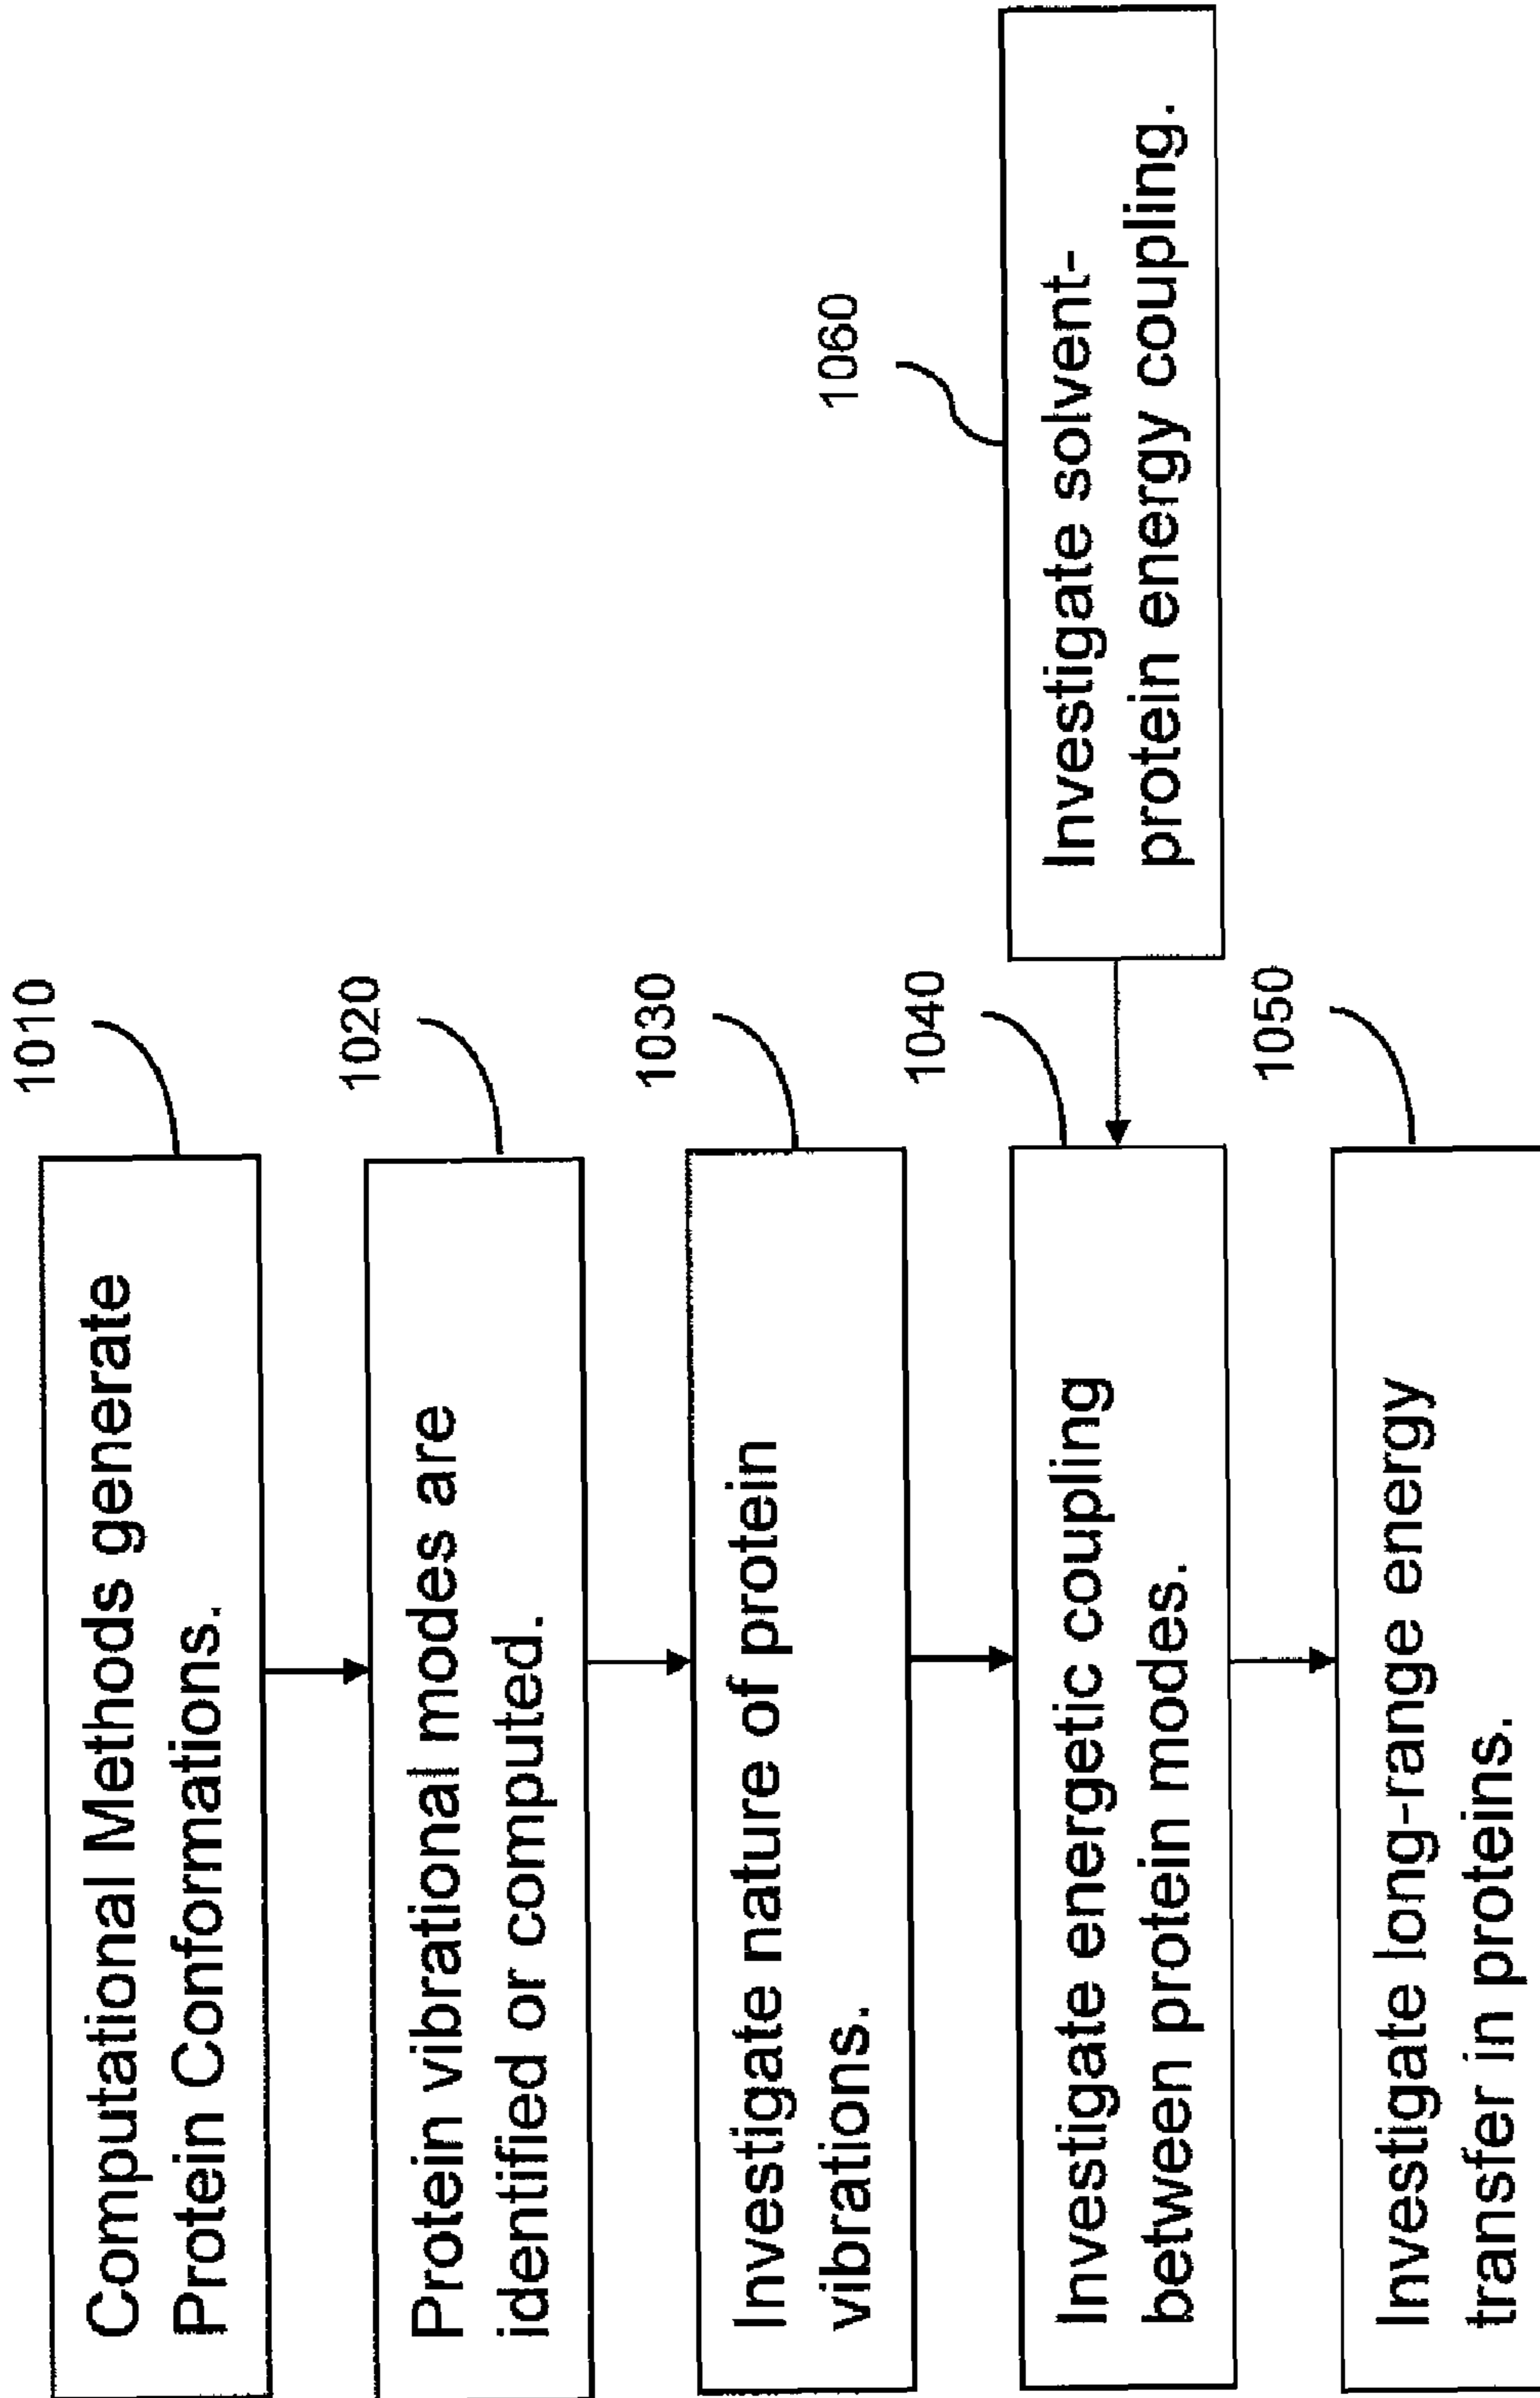 1010
Computational Methods generate
Protein Conformations.
1020
Protein vibrational modes are
identified or computed.
1030
Investigate nature of protein
vibrations.
1040
Investigate energetic coupling
between protein modes.
1060
Investigate solvent-
protein energy coupling.
1050
Investigate long-range energy
transfer in proteins.